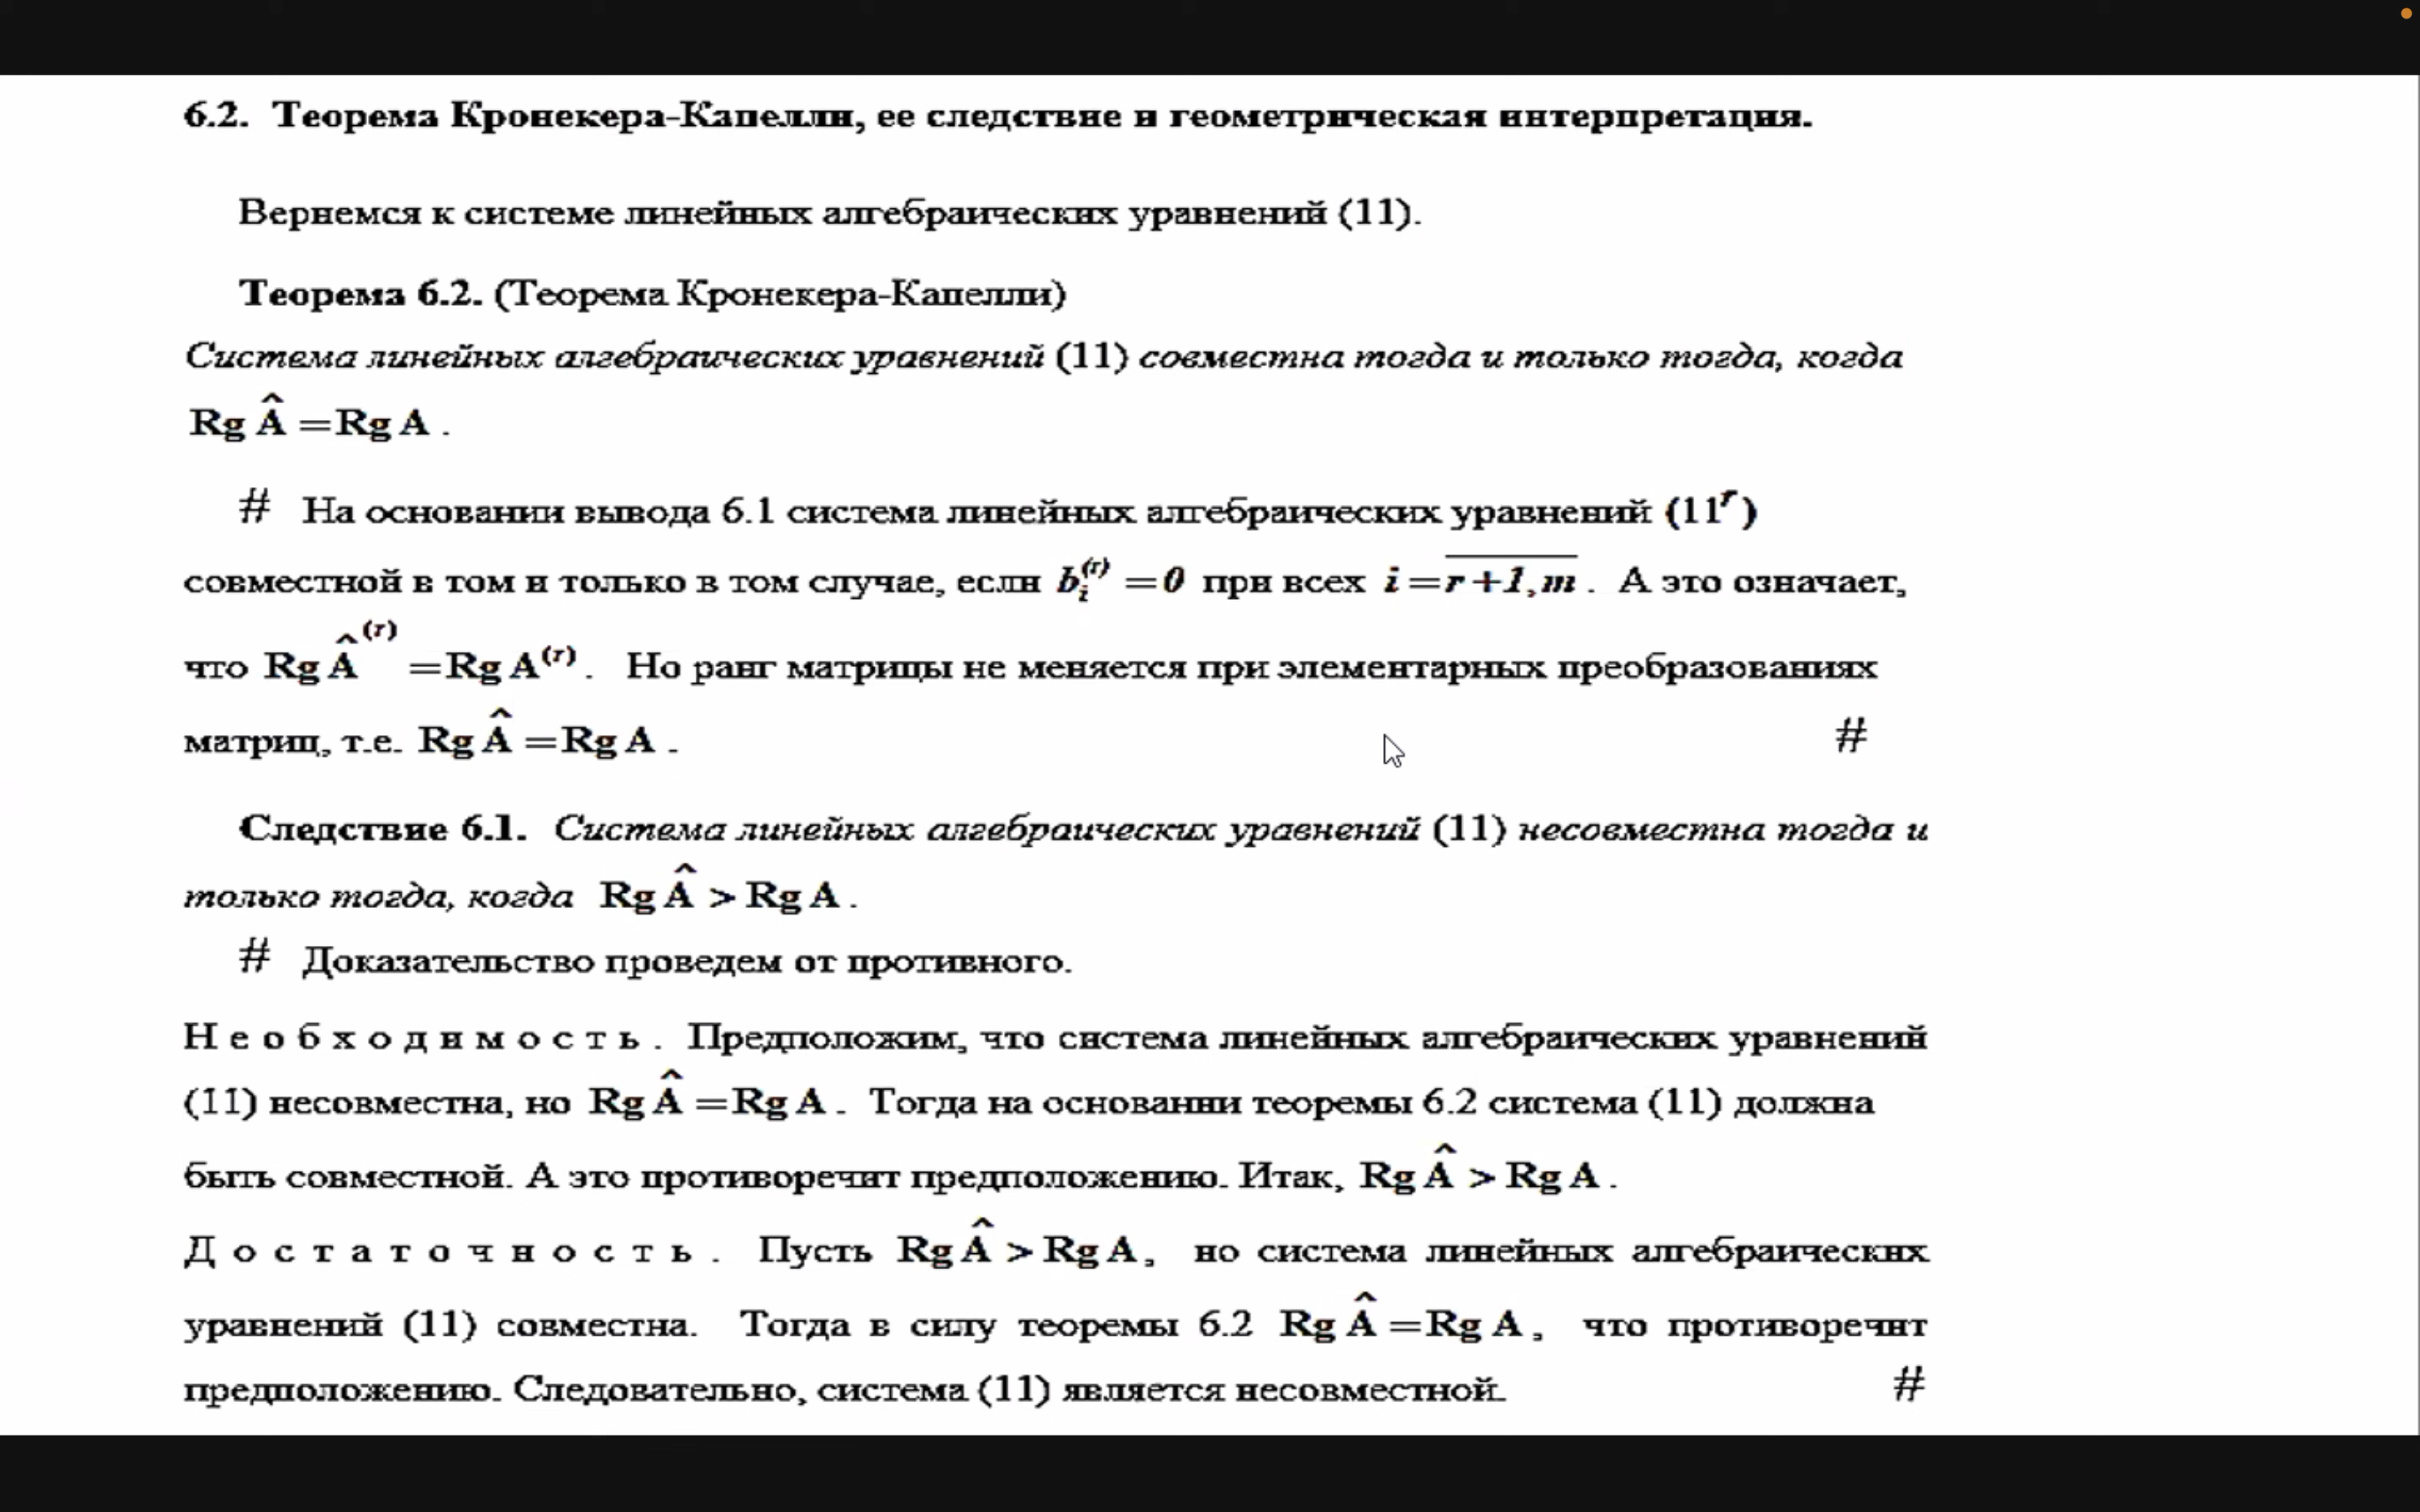 6.2. Теорема Кронекера-Капелли, ее следствие и геометрическая интерпретация.
Вернемся к системе линейных алгебраических уравнений (11).
Теорема 6.2. (Теорема Кронекера-Капелли)
Система линейных алгебраических уравнений (11) совместна тогда и только тогда, когда
Rg Â = Rg A .
# На основании вывода 6.1 система линейных алгебраических уравнений (11ʳ)
совместной в том и только в том случае, если bᵢ⁽ʳ⁾ = 0 при всех i = r+1, m . А это означает,
что Rg Â⁽ʳ⁾ = Rg A⁽ʳ⁾ . Но ранг матрицы не меняется при элементарных преобразованиях
матриц, т.е. Rg Â = Rg A . #
Следствие 6.1. Система линейных алгебраических уравнений (11) несовместна тогда и
только тогда, когда Rg Â > Rg A .
# Доказательство проведем от противного.
Необходимость. Предположим, что система линейных алгебраических уравнений
(11) несовместна, но Rg Â = Rg A . Тогда на основании теоремы 6.2 система (11) должна
быть совместной. А это противоречит предположению. Итак, Rg Â > Rg A .
Достаточность. Пусть Rg Â > Rg A , но система линейных алгебраических
уравнений (11) совместна. Тогда в силу теоремы 6.2 Rg Â = Rg A , что противоречит
предположению. Следовательно, система (11) является несовместной. #